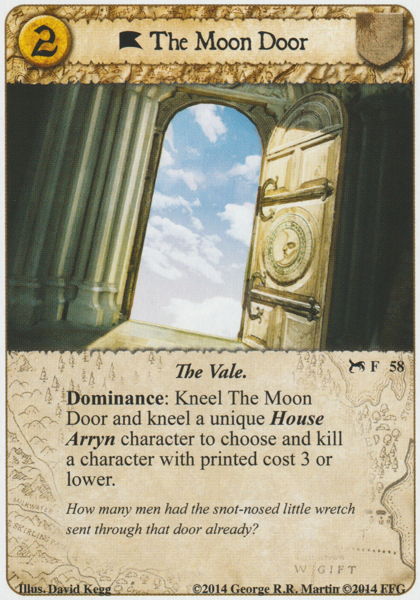 2
The Moon Door
The Vale.
F 58
Dominance: Kneel The Moon
Door and kneel a unique House
Arryn character to choose and kill
a character with printed cost 3 or
lower.
How many men had the snot-nosed little wretch
sent through that door already?
W GIFT
Illus. David Kegg
©2014 George R.R. Martin ©2014 FFG